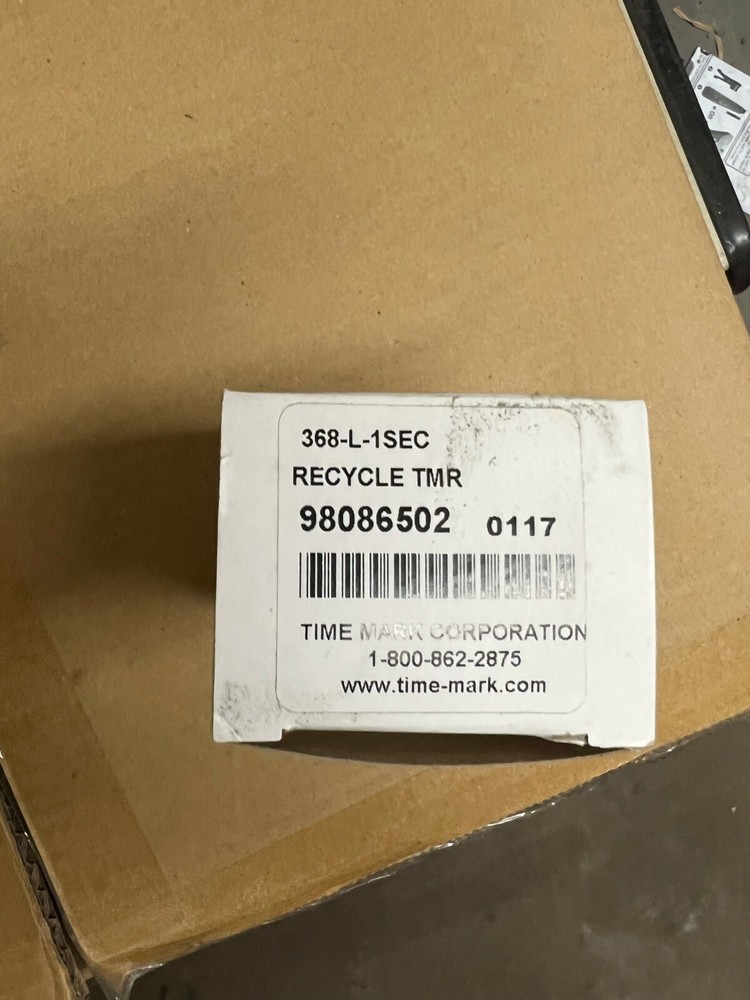 368-L-1SEC
RECYCLE TMR
98086502 0117
TIME MARK CORPORATION
1-800-862-2875
www.time-mark.com